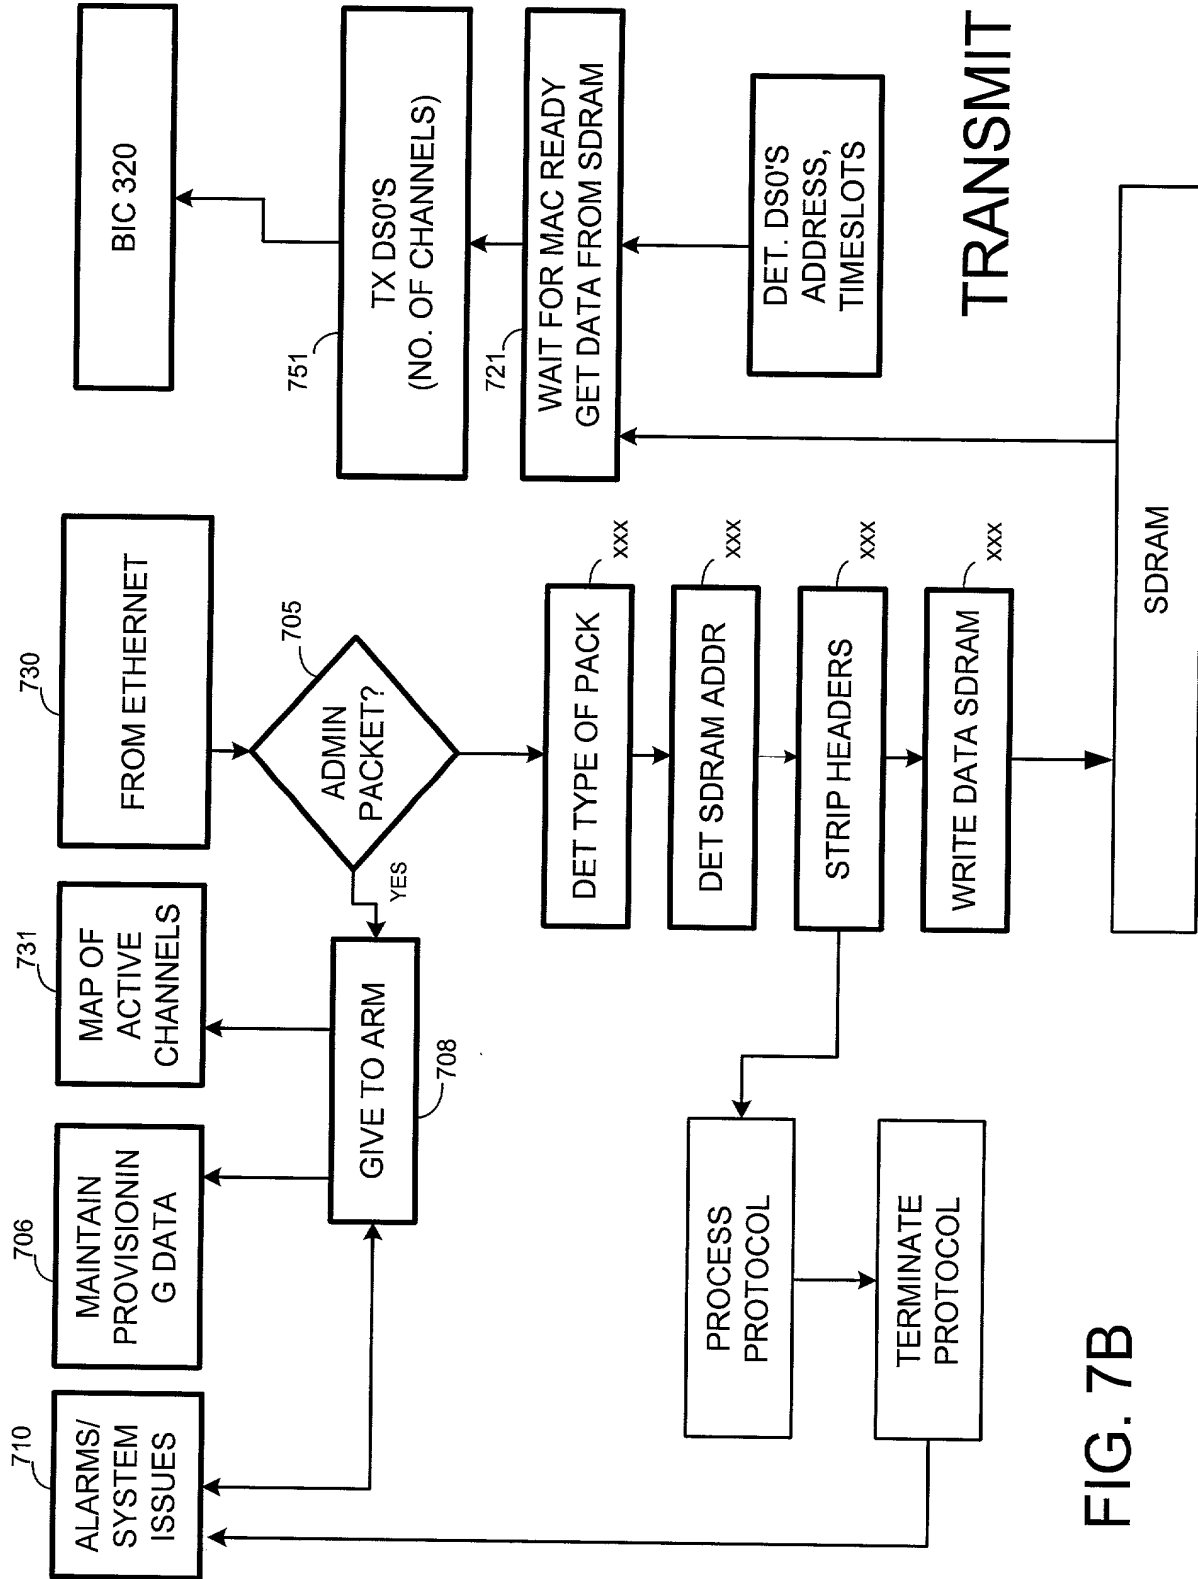 710
ALARMS/
SYSTEM
ISSUES
706
MAINTAIN
PROVISIONIN
G DATA
731
MAP OF
ACTIVE
CHANNELS
730
FROM ETHERNET
BIC 320
705
ADMIN
PACKET?
YES
GIVE TO ARM
708
751
TX DS0'S
(NO. OF CHANNELS)
721
WAIT FOR MAC READY
GET DATA FROM SDRAM
DET. DS0'S
ADDRESS,
TIMESLOTS
DET TYPE OF PACK
xxx
DET SDRAM ADDR
xxx
STRIP HEADERS
xxx
WRITE DATA SDRAM
xxx
PROCESS
PROTOCOL
TERMINATE
PROTOCOL
SDRAM
TRANSMIT
FIG. 7B